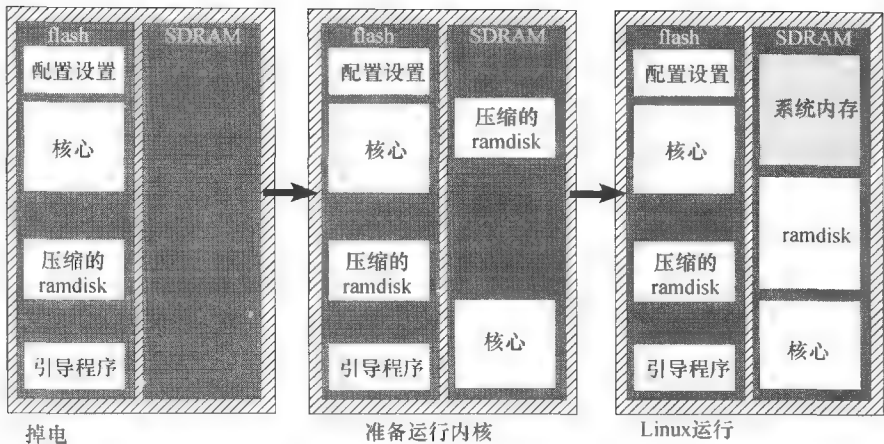 flash
SDRAM
配置设置
核心
压缩的
ramdisk
引导程序
掉电
flash
SDRAM
配置设置
核心
压缩的
ramdisk
引导程序
压缩的
ramdisk
核心
准备运行内核
flash
SDRAM
配置设置
核心
压缩的
ramdisk
引导程序
系统内存
ramdisk
核心
Linux运行